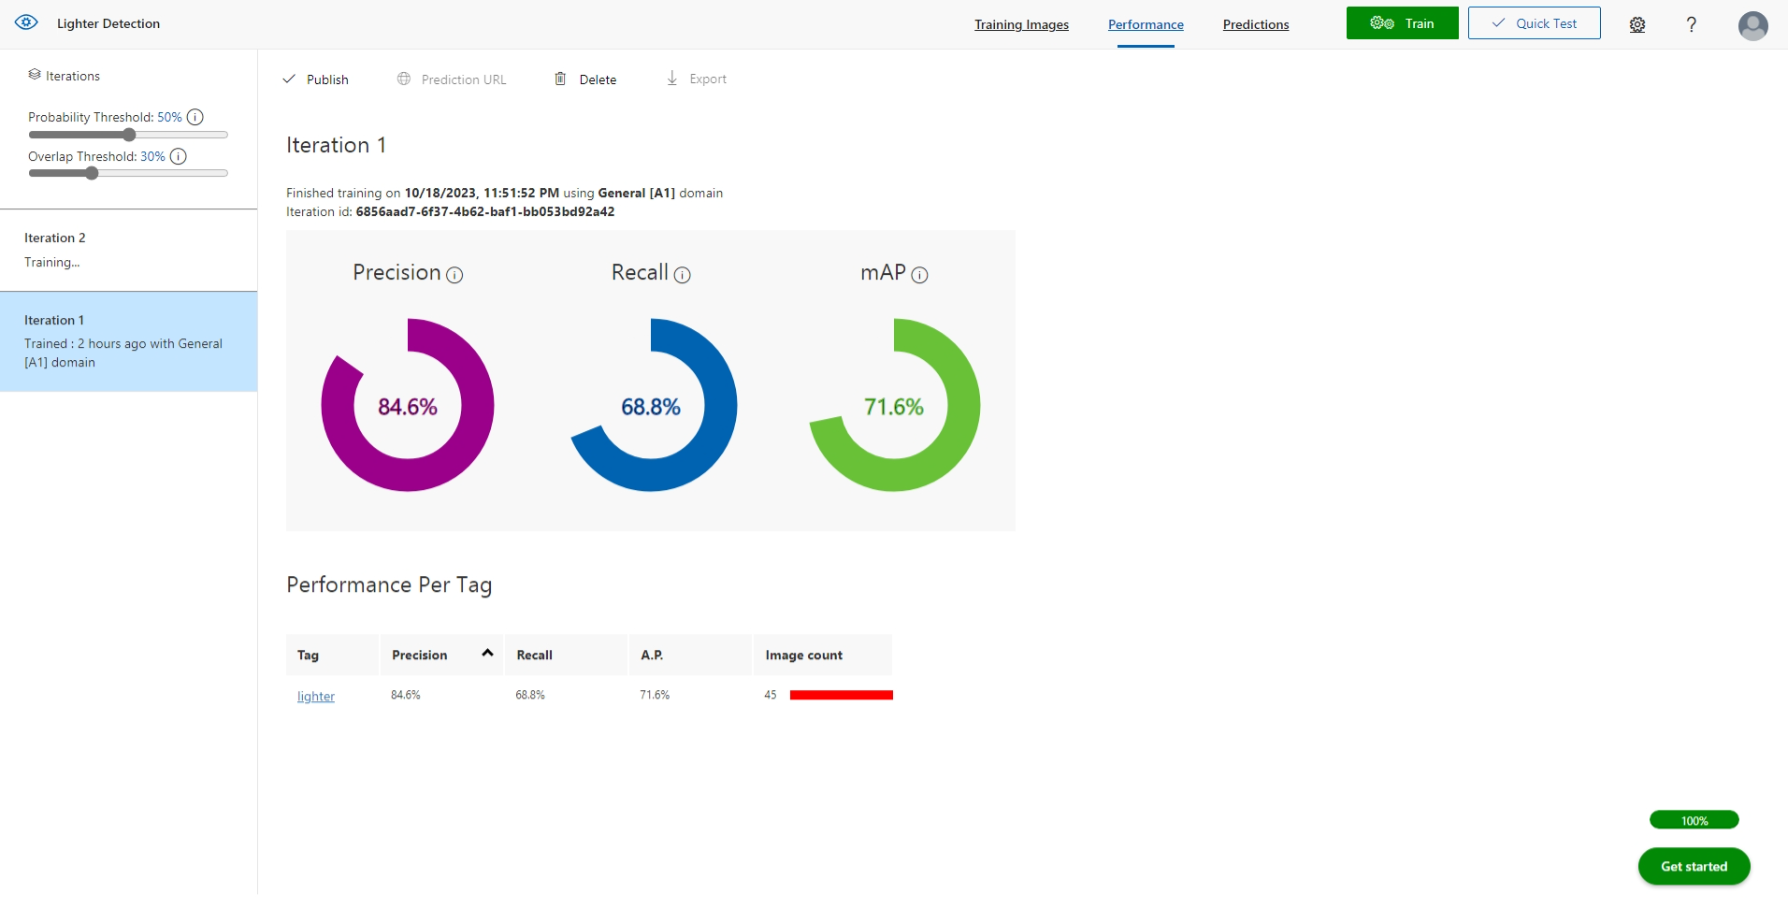 Lighter Detection
Training Images
Performance
Predictions
Train
Quick Test
?
Iterations
Probability Threshold: 50%
Overlap Threshold: 30%
Iteration 2
Training...
Iteration 1
Trained : 2 hours ago with General
[A1] domain
Publish
Prediction URL
Delete
Export
Iteration 1
Finished training on 10/18/2023, 11:51:52 PM using General [A1] domain
Iteration id: 6856aad7-6f37-4b62-baf1-bb053bd92a42
Precision
Recall
mAP
84.6%
68.8%
71.6%
Performance Per Tag
Tag Precision Recall A.P. Image count
lighter 84.6% 68.8% 71.6% 45
100%
Get started